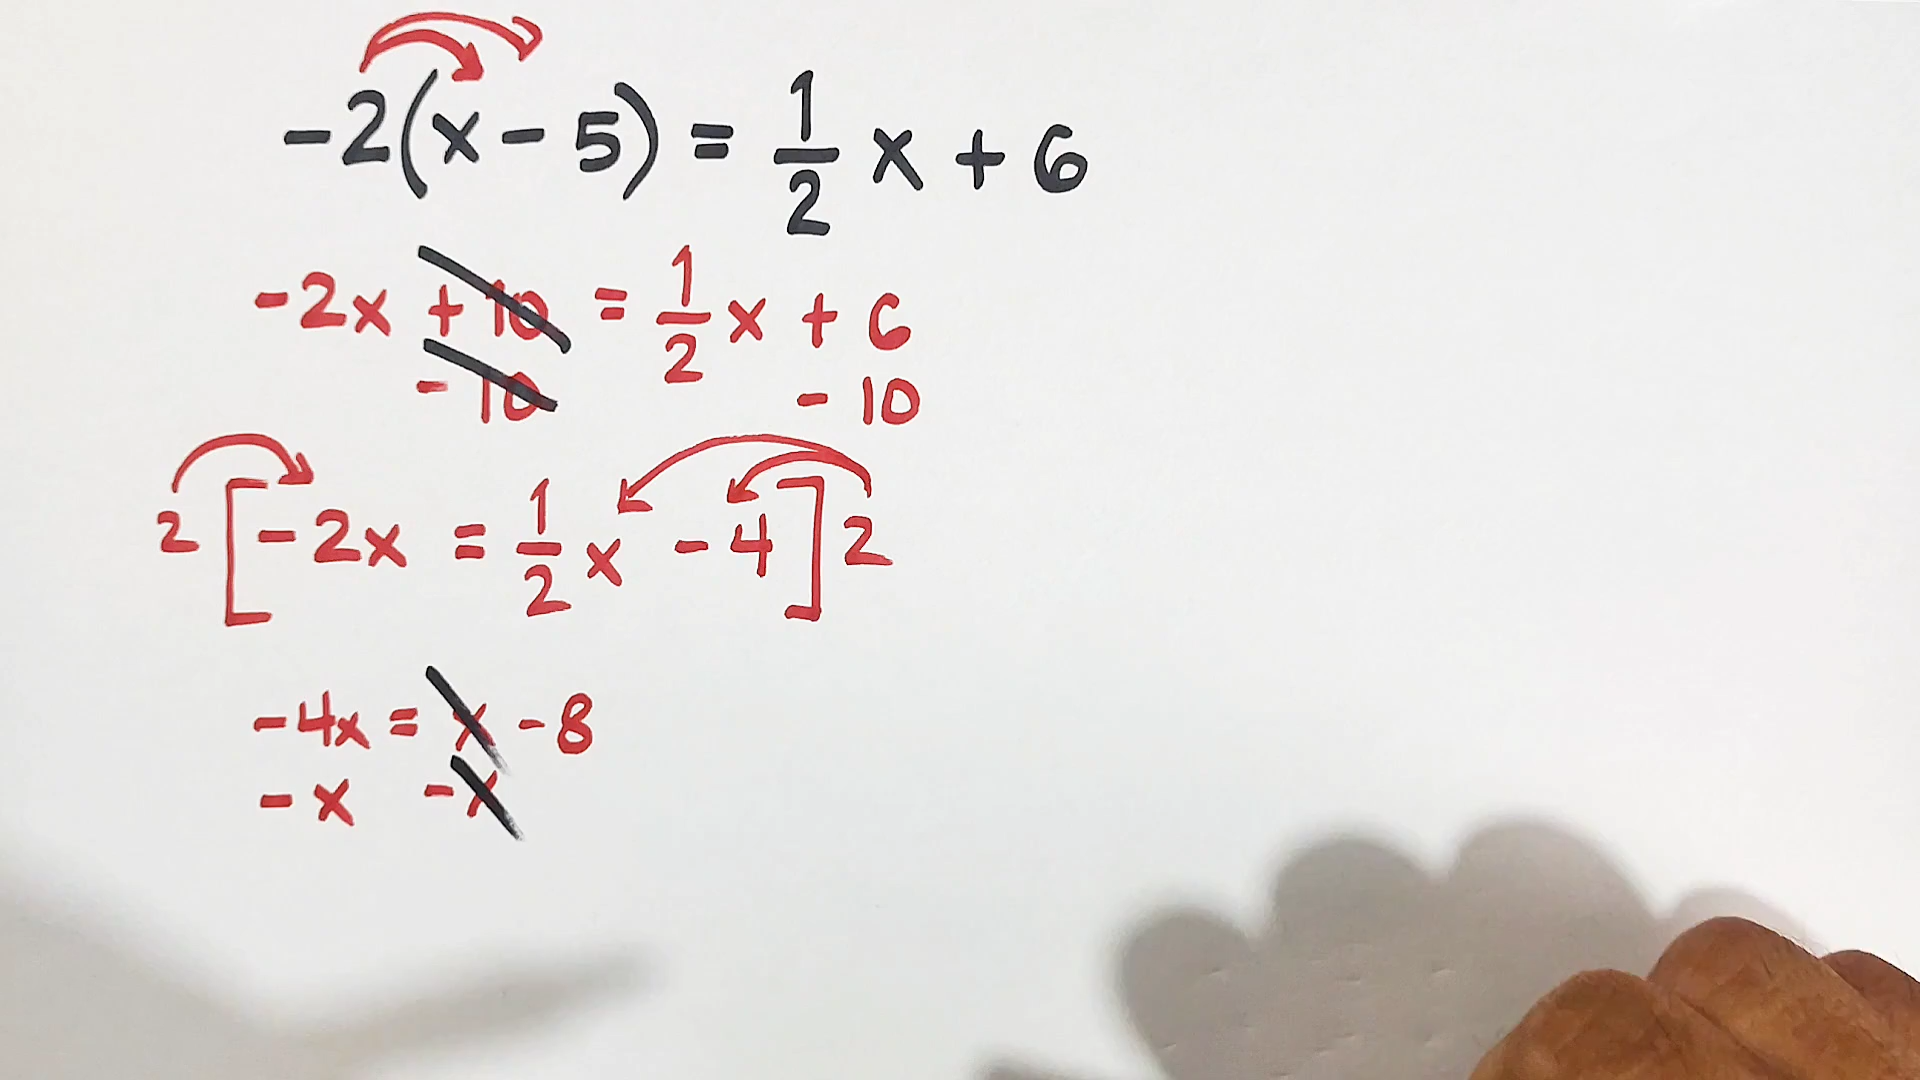 -2(x - 5) = 1/2 x + 6
-2x + 10 = 1/2 x + 6
- 10 - 10
2 [ -2x = 1/2 x - 4 ] 2
-4x = x - 8
-x -x